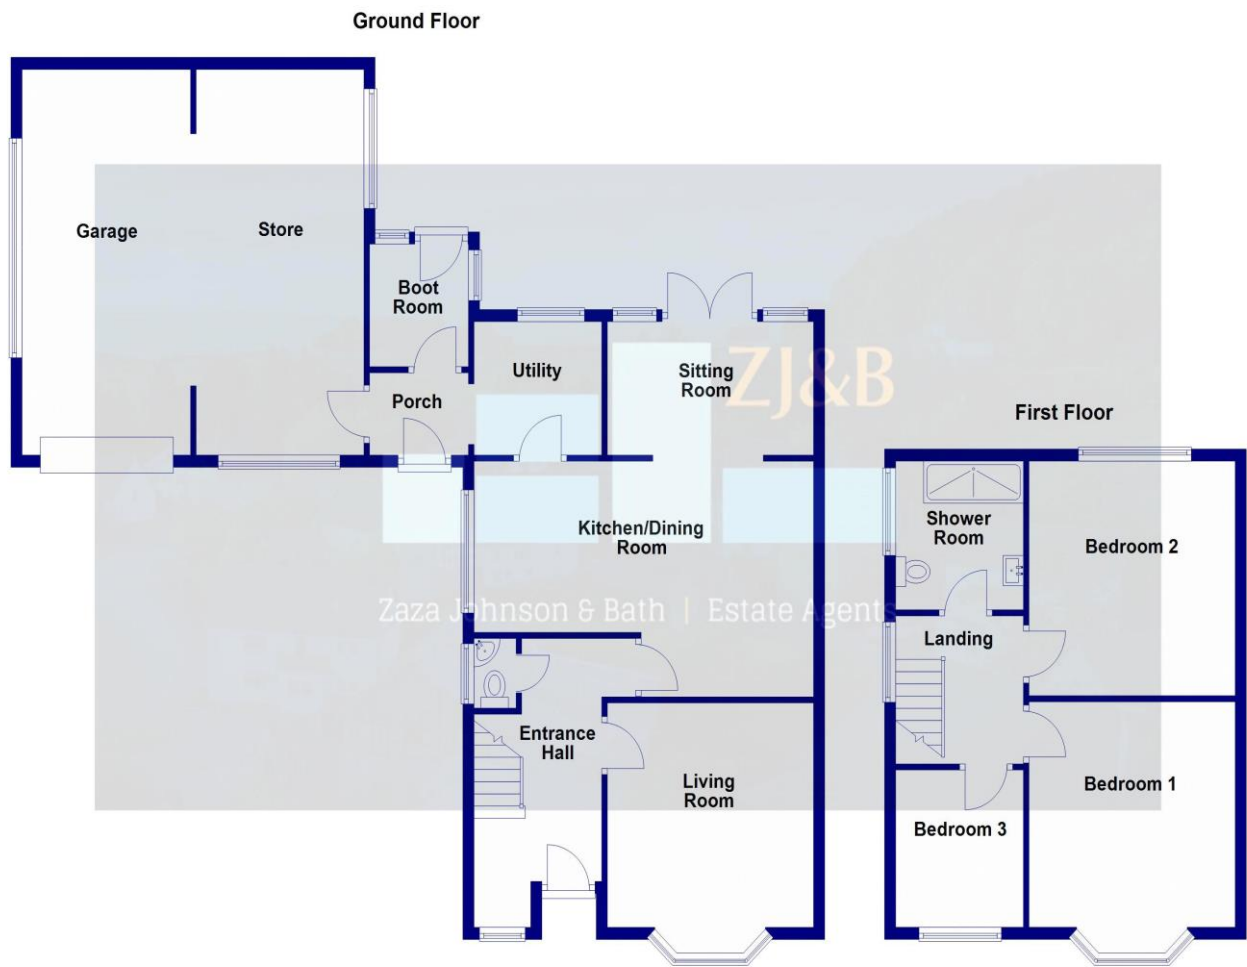 Ground Floor
Garage
Store
Boot
Room
Porch
Utility
Sitting
Room
ZJ&B
First Floor
Kitchen/Dining
Room
Shower
Room
Bedroom 2
Zaza Johnson & Bath | Estate Agents
Landing
Entrance
Hall
Living
Room
Bedroom 1
Bedroom 3